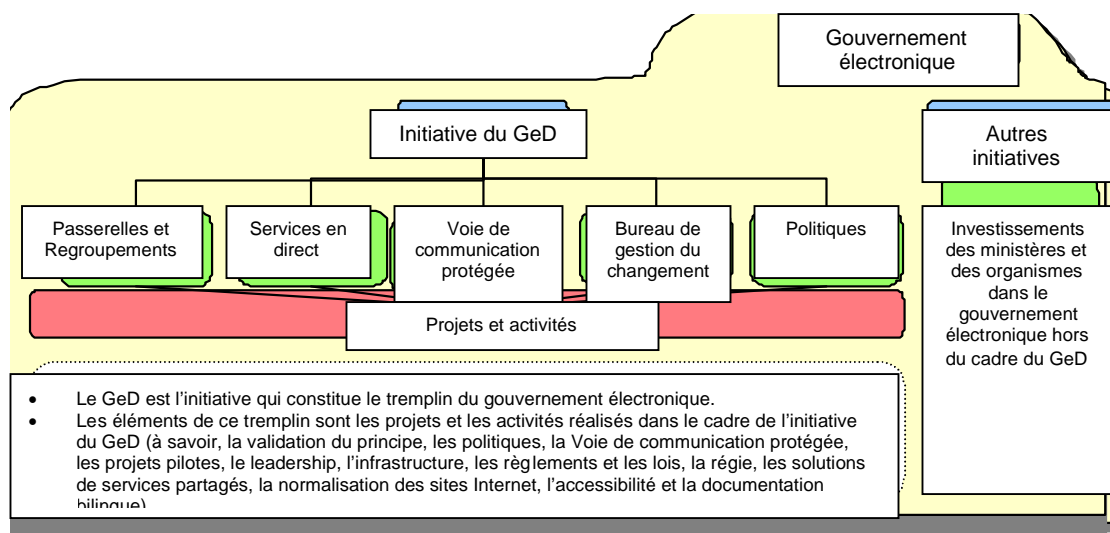 Gouvernement
électronique
Initiative du GeD
Autres
initiatives
Passerelles et
Regroupements
Services en
direct
Voie de
communication
protégée
Bureau de
gestion du
changement
Politiques
Investissements
des ministères et
des organismes
dans le
gouvernement
électronique hors
du cadre du GeD
Projets et activités
• Le GeD est l’initiative qui constitue le tremplin du gouvernement électronique.
• Les éléments de ce tremplin sont les projets et les activités réalisés dans le cadre de l’initiative
du GeD (à savoir, la validation du principe, les politiques, la Voie de communication protégée,
les projets pilotes, le leadership, l’infrastructure, les règlements et les lois, la régie, les solutions
de services partagés, la normalisation des sites Internet, l’accessibilité et la documentation
bilingue)